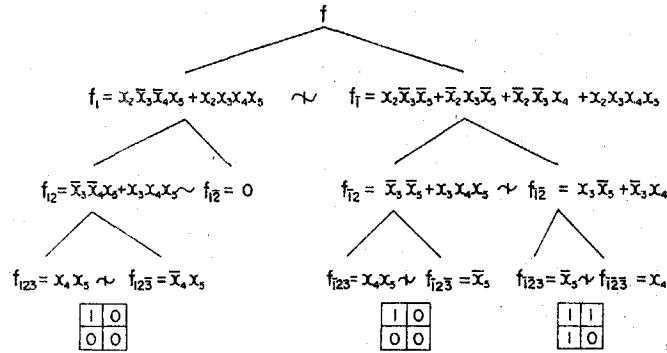 f
f₁ = x₂x̄₃x̄₄x₅ + x₂x₃x₄x₅ ≁ f₁̄ = x₂x̄₃x̄₅ + x̄₂x₃x̄₅ + x̄₂x̄₃x₄ + x₂x₃x₄x₅
f₁₂ = x̄₃x̄₄x₅ + x₃x₄x₅ ~ f₁₂̄ = 0 f₁̄₂ = x̄₃x̄₅ + x₃x₄x₅ ≁ f₁̄₂̄ = x₃x̄₅ + x̄₃x₄
f₁₂₃ = x₄x₅ ≁ f₁₂₃̄ = x̄₄x₅ f₁̄₂₃ = x₄x₅ ≁ f₁̄₂₃̄ = x̄₅ f₁̄₂̄₃ = x̄₅ ≁ f₁̄₂̄₃̄ = x₄
1 0 1 0 1 1
0 0 0 0 1 0